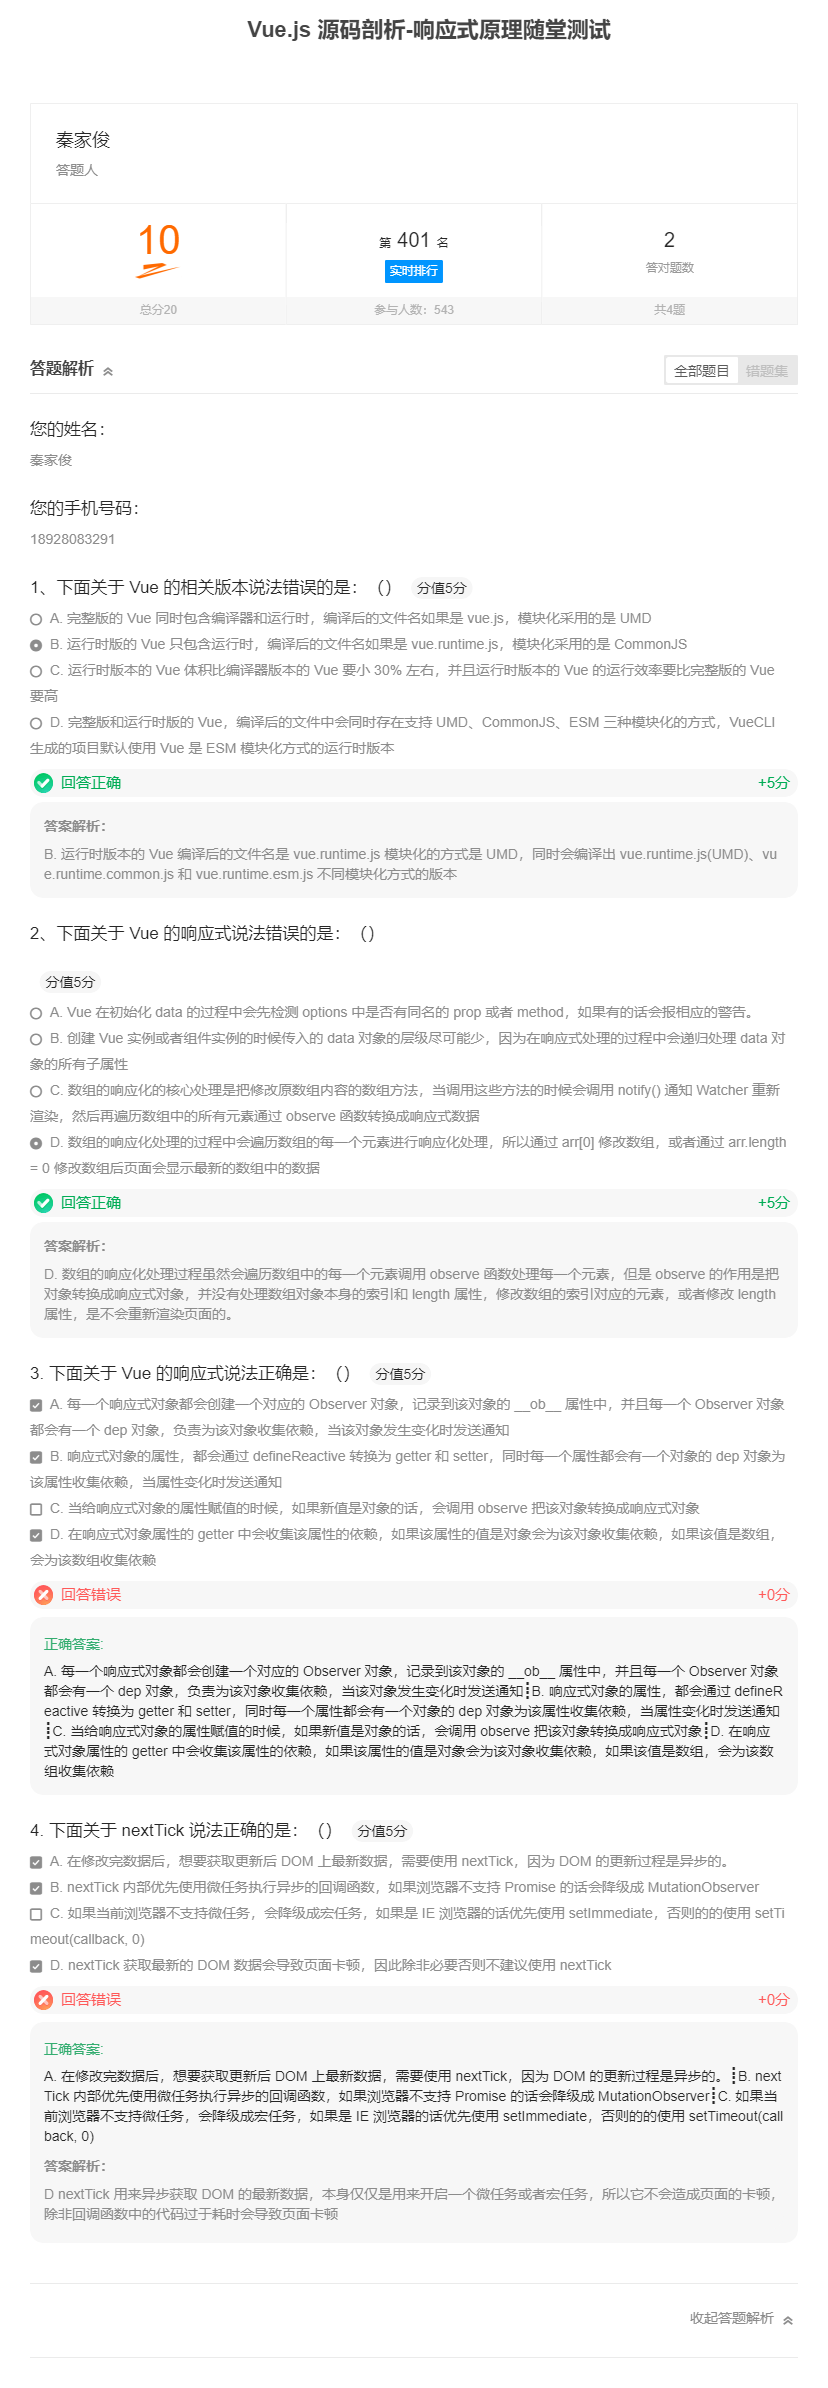 Vue.js 源码剖析-响应式原理随堂测试
秦家俊
答题人
10
第 401 名
2
实时排行
答对题数
总分20
参与人数：543
共4题
答题解析
全部题目
错题集
您的姓名：
秦家俊
您的手机号码：
18928083291
1、下面关于 Vue 的相关版本说法错误的是：（） 分值5分
A. 完整版的 Vue 同时包含编译器和运行时，编译后的文件名如果是 vue.js，模块化采用的是 UMD
B. 运行时版的 Vue 只包含运行时，编译后的文件名如果是 vue.runtime.js，模块化采用的是 CommonJS
C. 运行时版本的 Vue 体积比编译器版本的 Vue 要小 30% 左右，并且运行时版本的 Vue 的运行效率要比完整版的 Vue
要高
D. 完整版和运行时版的 Vue，编译后的文件中会同时存在支持 UMD、CommonJS、ESM 三种模块化的方式，VueCLI
生成的项目默认使用 Vue 是 ESM 模块化方式的运行时版本
回答正确 +5分
答案解析：
B. 运行时版本的 Vue 编译后的文件名是 vue.runtime.js 模块化的方式是 UMD，同时会编译出 vue.runtime.js(UMD)、vu
e.runtime.common.js 和 vue.runtime.esm.js 不同模块化方式的版本
2、下面关于 Vue 的响应式说法错误的是：（）
分值5分
A. Vue 在初始化 data 的过程中会先检测 options 中是否有同名的 prop 或者 method，如果有的话会报相应的警告。
B. 创建 Vue 实例或者组件实例的时候传入的 data 对象的层级尽可能少，因为在响应式处理的过程中会递归处理 data 对
象的所有子属性
C. 数组的响应化的核心处理是把修改原数组内容的数组方法，当调用这些方法的时候会调用 notify() 通知 Watcher 重新
渲染，然后再遍历数组中的所有元素通过 observe 函数转换成响应式数据
D. 数组的响应化处理的过程中会遍历数组的每一个元素进行响应化处理，所以通过 arr[0] 修改数组，或者通过 arr.length
= 0 修改数组后页面会显示最新的数组中的数据
回答正确 +5分
答案解析：
D. 数组的响应化处理过程虽然会遍历数组中的每一个元素调用 observe 函数处理每一个元素，但是 observe 的作用是把
对象转换成响应式对象，并没有处理数组对象本身的索引和 length 属性，修改数组的索引对应的元素，或者修改 length
属性，是不会重新渲染页面的。
3. 下面关于 Vue 的响应式说法正确是：（） 分值5分
A. 每一个响应式对象都会创建一个对应的 Observer 对象，记录到该对象的 __ob__ 属性中，并且每一个 Observer 对象
都会有一个 dep 对象，负责为该对象收集依赖，当该对象发生变化时发送通知
B. 响应式对象的属性，都会通过 defineReactive 转换为 getter 和 setter，同时每一个属性都会有一个对象的 dep 对象为
该属性收集依赖，当属性变化时发送通知
C. 当给响应式对象的属性赋值的时候，如果新值是对象的话，会调用 observe 把该对象转换成响应式对象
D. 在响应式对象属性的 getter 中会收集该属性的依赖，如果该属性的值是对象会为该对象收集依赖，如果该值是数组，
会为该数组收集依赖
回答错误 +0分
正确答案:
A. 每一个响应式对象都会创建一个对应的 Observer 对象，记录到该对象的 __ob__ 属性中，并且每一个 Observer 对象
都会有一个 dep 对象，负责为该对象收集依赖，当该对象发生变化时发送通知┋B. 响应式对象的属性，都会通过 defineR
eactive 转换为 getter 和 setter，同时每一个属性都会有一个对象的 dep 对象为该属性收集依赖，当属性变化时发送通知
┋C. 当给响应式对象的属性赋值的时候，如果新值是对象的话，会调用 observe 把该对象转换成响应式对象┋D. 在响应
式对象属性的 getter 中会收集该属性的依赖，如果该属性的值是对象会为该对象收集依赖，如果该值是数组，会为该数
组收集依赖
4. 下面关于 nextTick 说法正确的是：（） 分值5分
A. 在修改完数据后，想要获取更新后 DOM 上最新数据，需要使用 nextTick，因为 DOM 的更新过程是异步的。
B. nextTick 内部优先使用微任务执行异步的回调函数，如果浏览器不支持 Promise 的话会降级成 MutationObserver
C. 如果当前浏览器不支持微任务，会降级成宏任务，如果是 IE 浏览器的话优先使用 setImmediate，否则的的使用 setTi
meout(callback, 0)
D. nextTick 获取最新的 DOM 数据会导致页面卡顿，因此除非必要否则不建议使用 nextTick
回答错误 +0分
正确答案:
A. 在修改完数据后，想要获取更新后 DOM 上最新数据，需要使用 nextTick，因为 DOM 的更新过程是异步的。┋B. next
Tick 内部优先使用微任务执行异步的回调函数，如果浏览器不支持 Promise 的话会降级成 MutationObserver┋C. 如果当
前浏览器不支持微任务，会降级成宏任务，如果是 IE 浏览器的话优先使用 setImmediate，否则的的使用 setTimeout(call
back, 0)
答案解析：
D nextTick 用来异步获取 DOM 的最新数据，本身仅仅是用来开启一个微任务或者宏任务，所以它不会造成页面的卡顿，
除非回调函数中的代码过于耗时会导致页面卡顿
收起答题解析